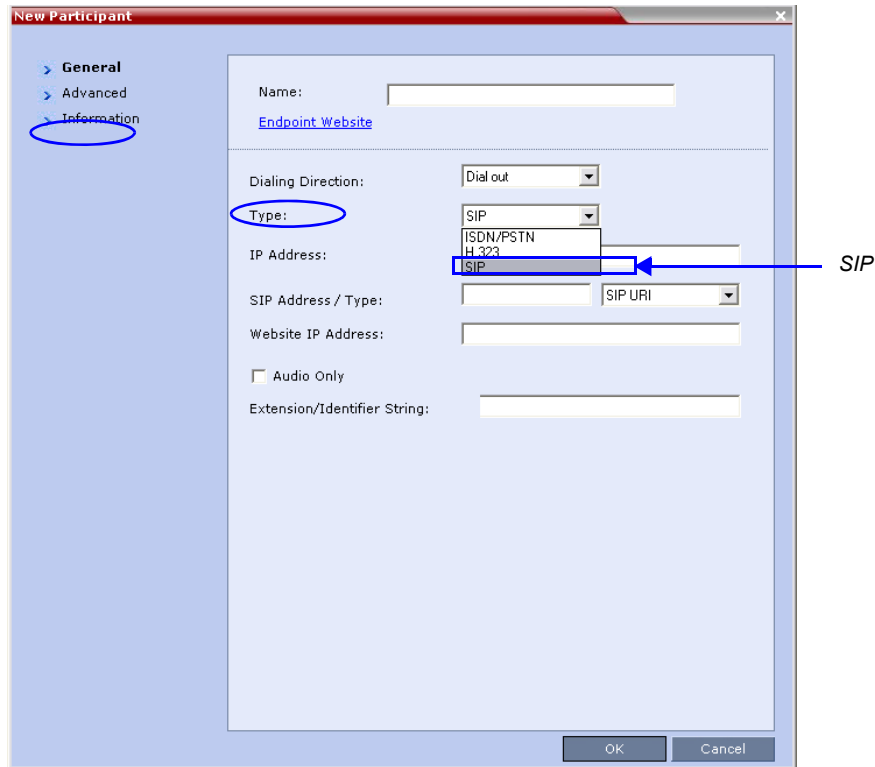 New Participant
General
Advanced
Information
Name:
Endpoint Website
Dialing Direction: Dial out
Type: SIP
ISDN/PSTN
H.323
SIP
SIP
IP Address:
SIP Address / Type: SIP URI
Website IP Address:
Audio Only
Extension/Identifier String:
OK Cancel